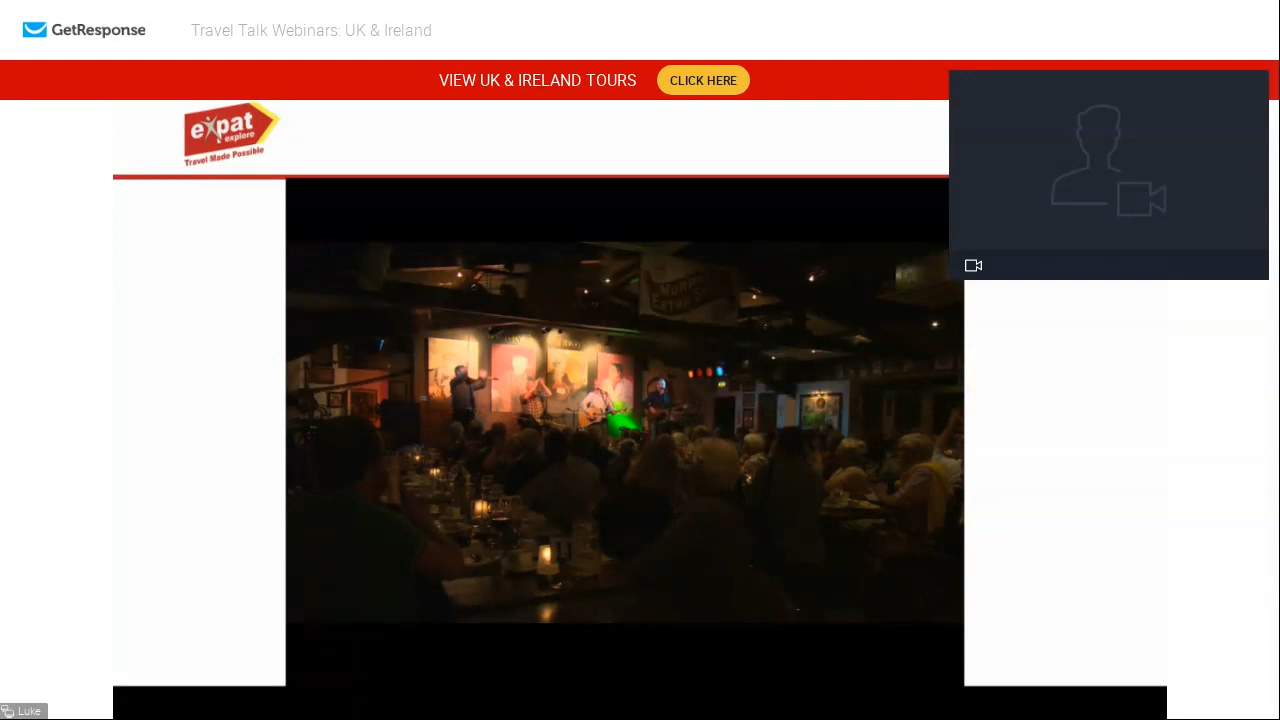 GetResponse
Travel Talk Webinars: UK & Ireland
VIEW UK & IRELAND TOURS
CLICK HERE
expat
explore
Travel Made Possible
Luke